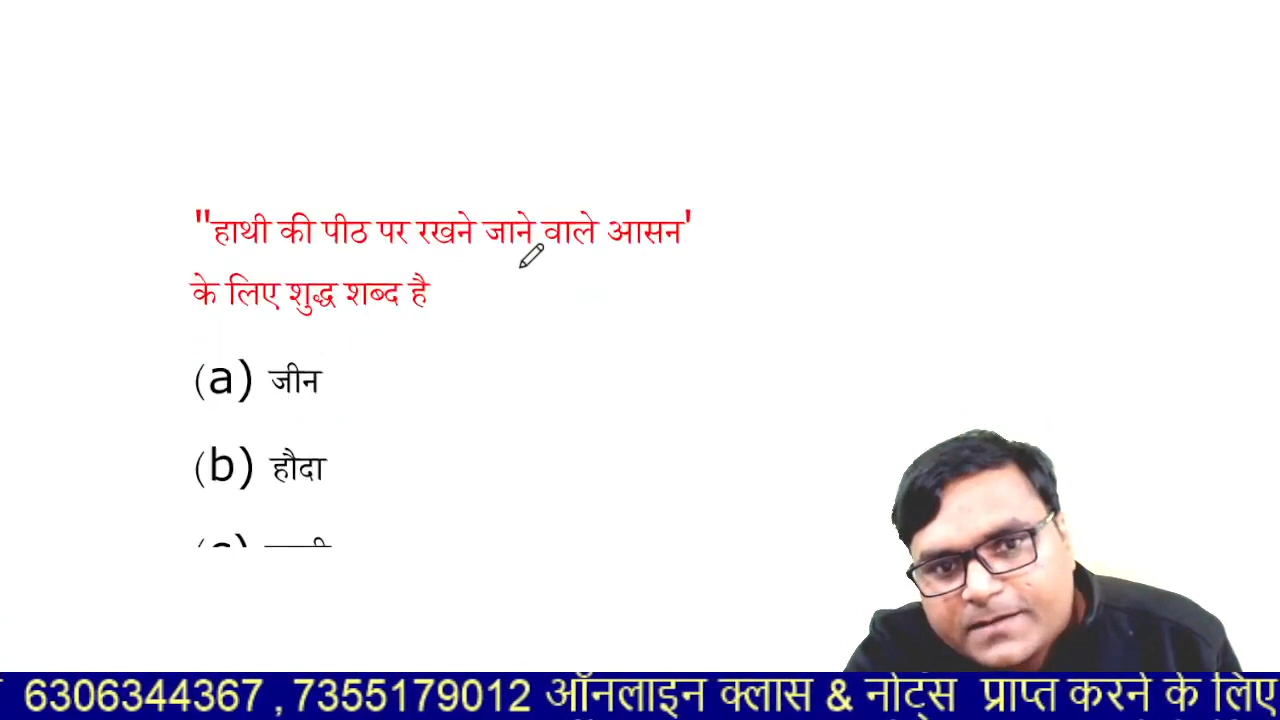 "हाथी की पीठ पर रखने जाने वाले आसन'
के लिए शुद्ध शब्द है
(a) जीन
(b) हौदा
6306344367 ,7355179012 ऑनलाइन क्लास & नोट्स प्राप्त करने के लिए